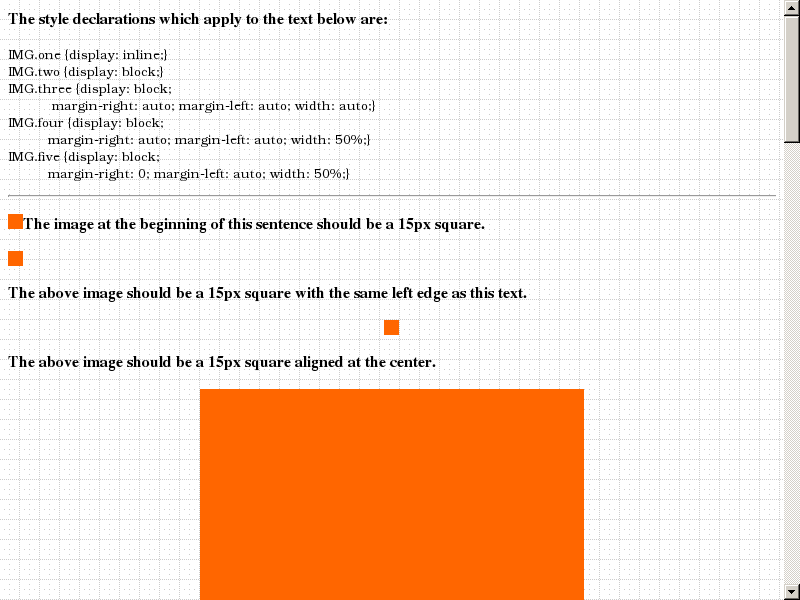 The style declarations which apply to the text below are:
IMG.one {display: inline;}
IMG.two {display: block;}
IMG.three {display: block;
margin-right: auto; margin-left: auto; width: auto;}
IMG.four {display: block;
margin-right: auto; margin-left: auto; width: 50%;}
IMG.five {display: block;
margin-right: 0; margin-left: auto; width: 50%;}
The image at the beginning of this sentence should be a 15px square.
The above image should be a 15px square with the same left edge as this text.
The above image should be a 15px square aligned at the center.